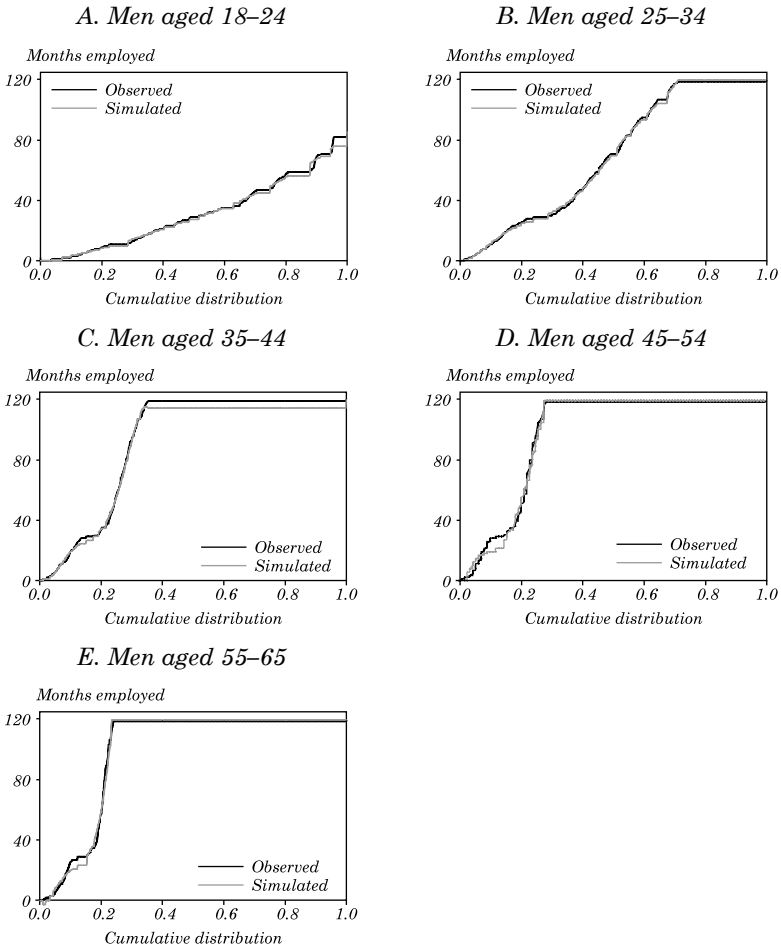 A. Men aged 18–24
Months employed
120
80
40
0
Observed
Simulated
0.0 0.2 0.4 0.6 0.8 1.0
Cumulative distribution
B. Men aged 25–34
Months employed
120
80
40
0
Observed
Simulated
0.0 0.2 0.4 0.6 0.8 1.0
Cumulative distribution
C. Men aged 35–44
Months employed
120
80
40
0
Observed
Simulated
0.0 0.2 0.4 0.6 0.8 1.0
Cumulative distribution
D. Men aged 45–54
Months employed
120
80
40
0
Observed
Simulated
0.0 0.2 0.4 0.6 0.8 1.0
Cumulative distribution
E. Men aged 55–65
Months employed
120
80
40
0
Observed
Simulated
0.0 0.2 0.4 0.6 0.8 1.0
Cumulative distribution